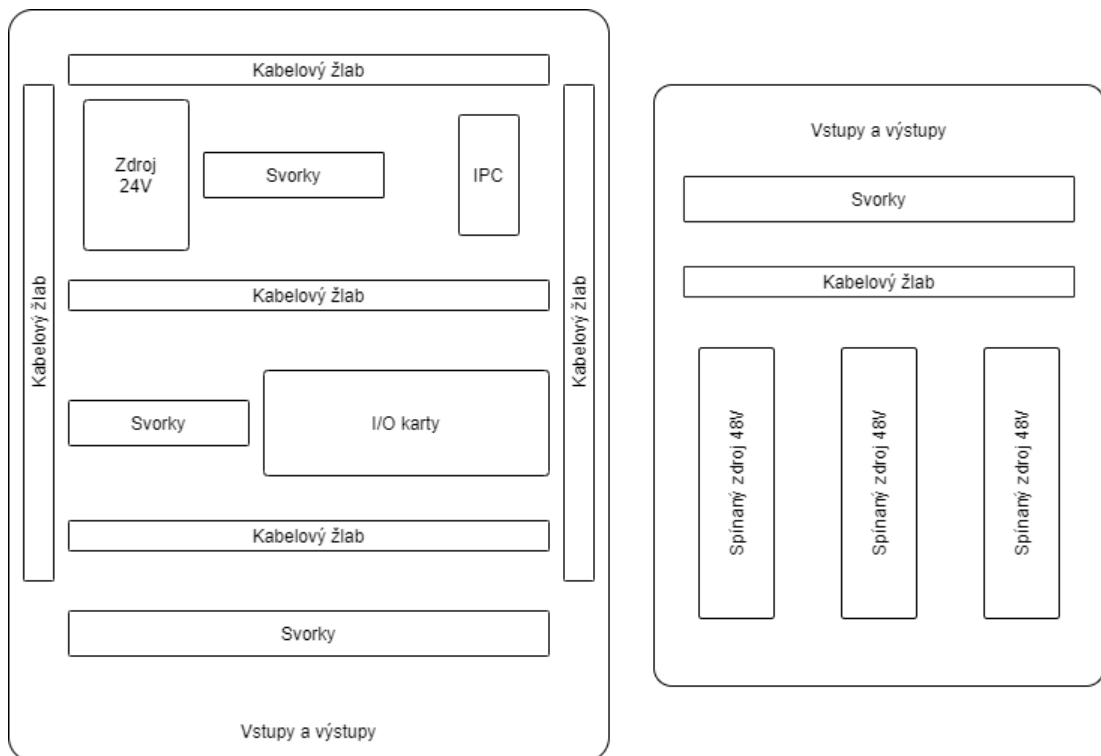 Kabelový žlab
Kabelový žlab
Zdroj
24V
Svorky
IPC
Kabelový žlab
Kabelový žlab
Svorky
I/O karty
Kabelový žlab
Svorky
Vstupy a výstupy
Vstupy a výstupy
Svorky
Kabelový žlab
Spínaný zdroj 48V
Spínaný zdroj 48V
Spínaný zdroj 48V